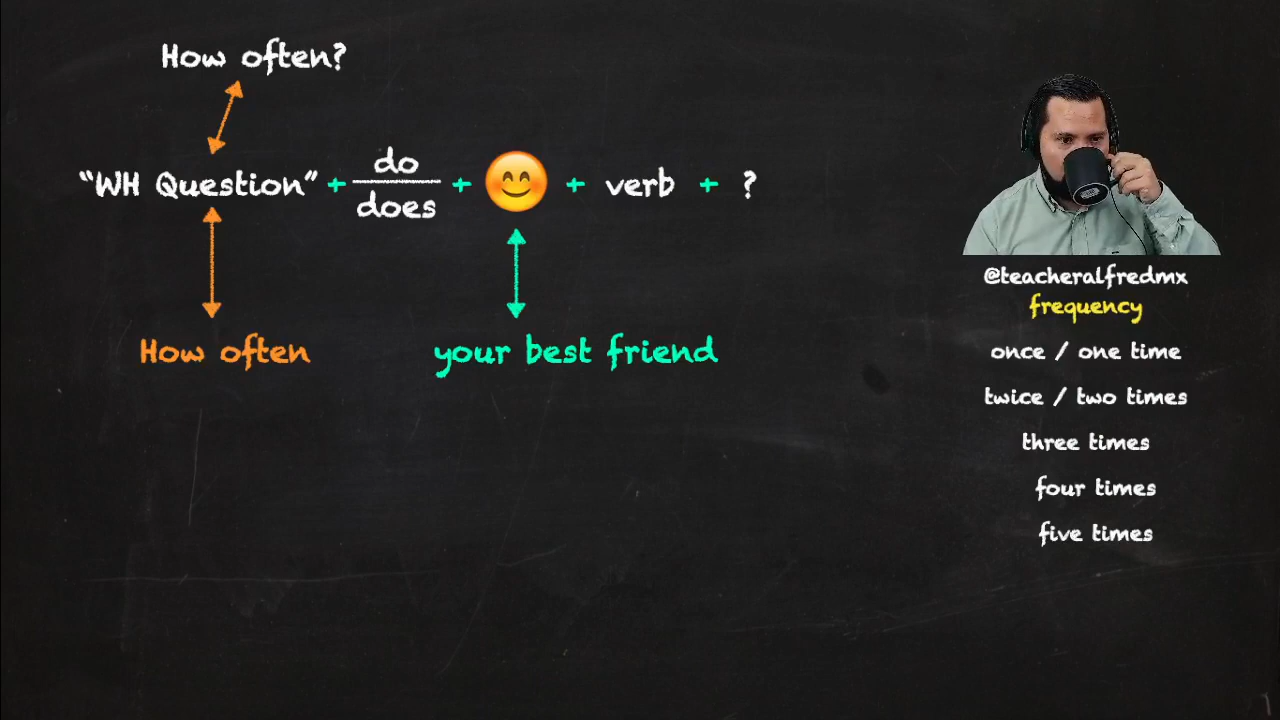 How often?
“WH Question” + do / does + 😊 + verb + ?
How often
your best friend
@teacheralfredmx
frequency
once / one time
twice / two times
three times
four times
five times